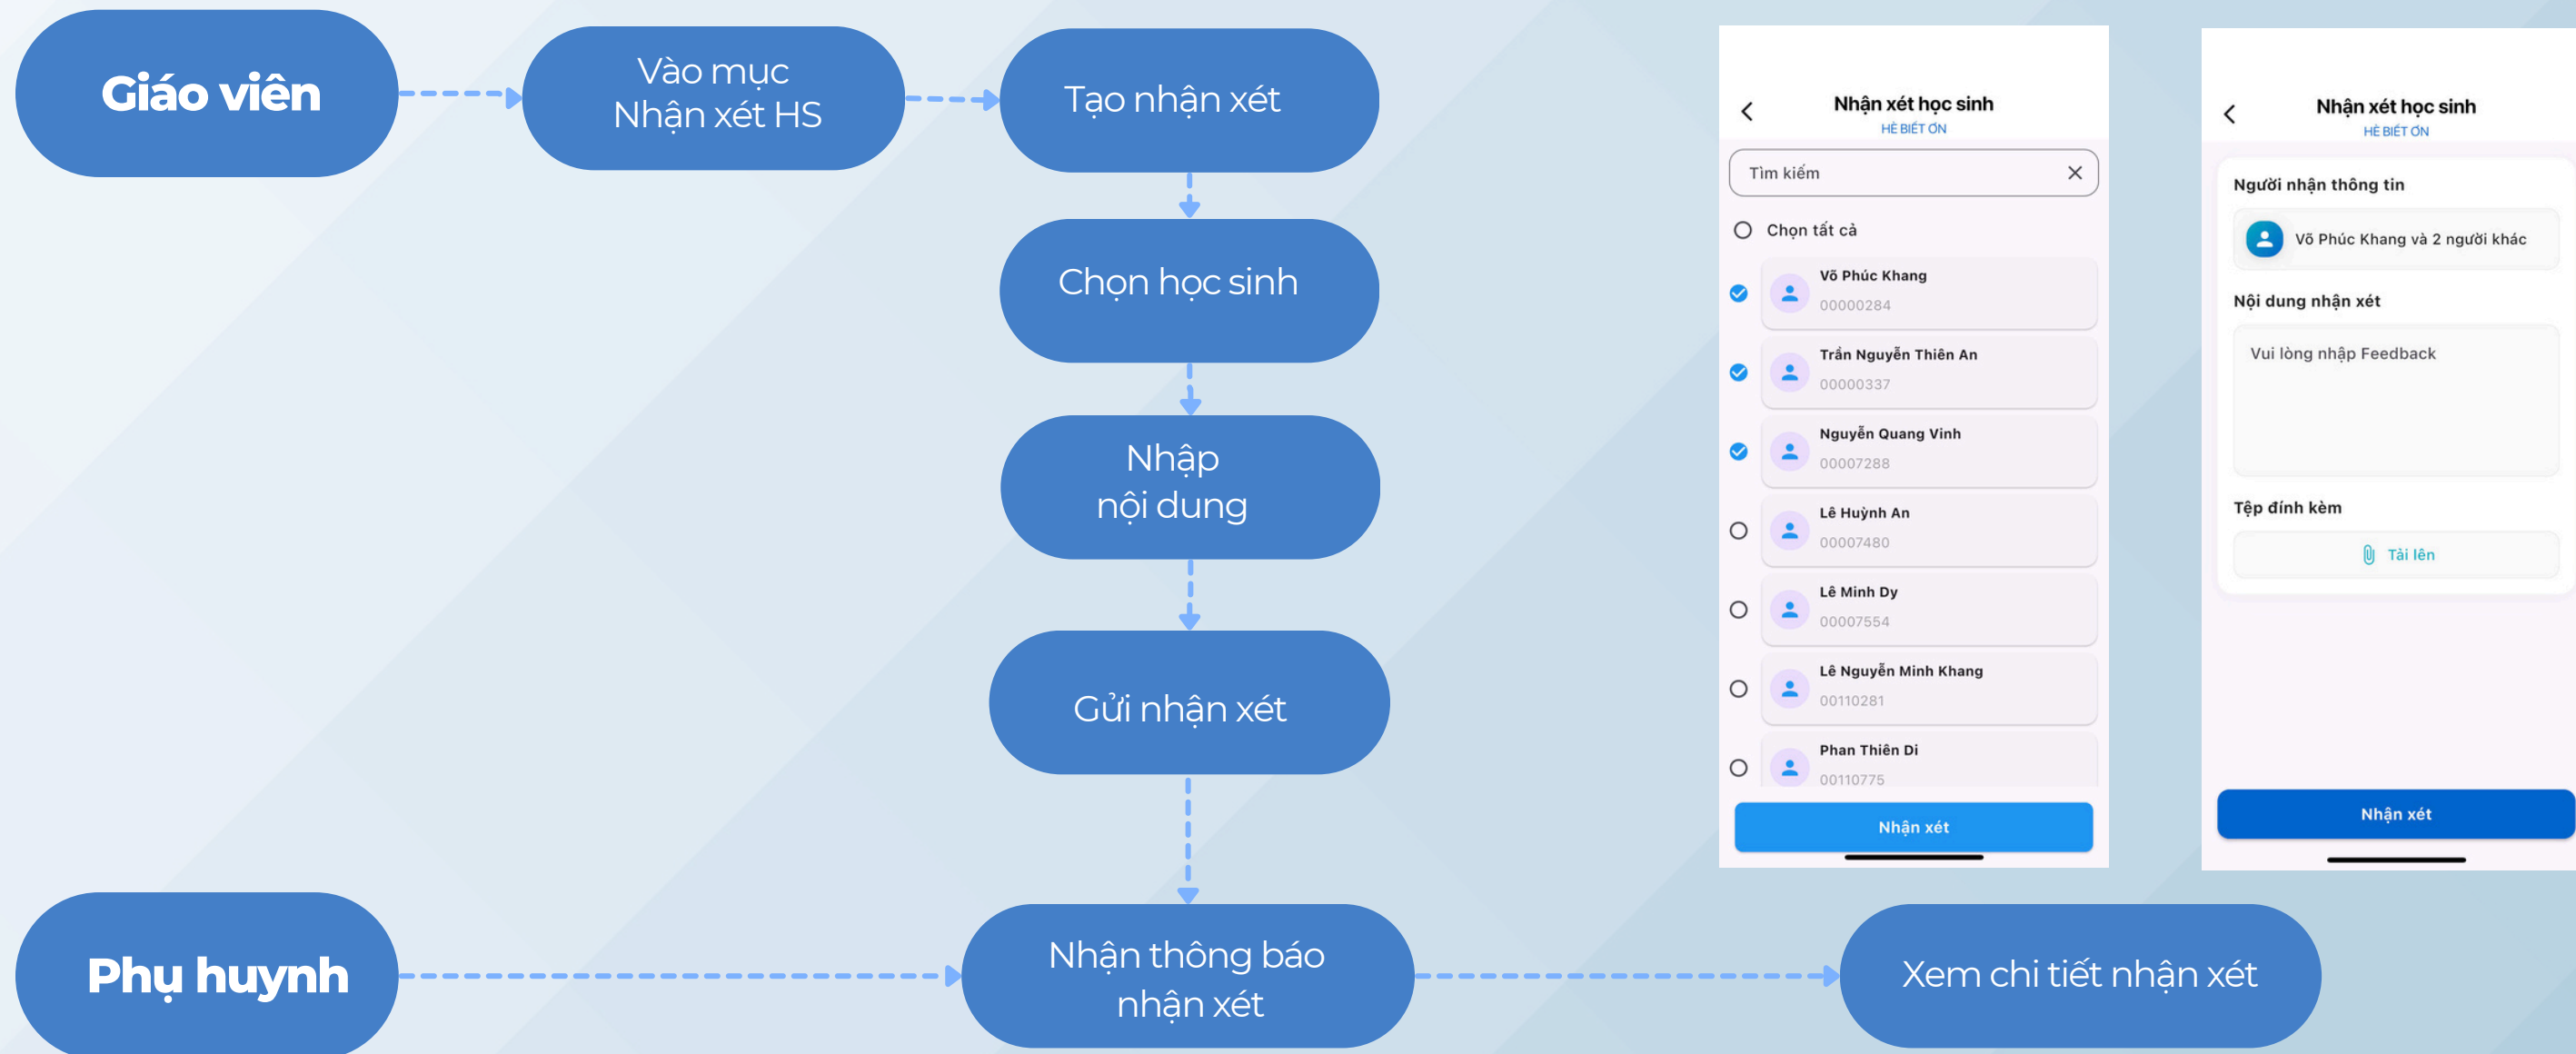 Giáo viên
Vào mục
Nhận xét HS
Tạo nhận xét
Chọn học sinh
Nhập
nội dung
Gửi nhận xét
Phụ huynh
Nhận thông báo
nhận xét
Xem chi tiết nhận xét
Nhận xét học sinh
HÈ BIẾT ƠN
Tìm kiếm
Chọn tất cả
Võ Phúc Khang
00000284
Trần Nguyễn Thiên An
00000337
Nguyễn Quang Vinh
00007288
Lê Huỳnh An
00007480
Lê Minh Dy
00007554
Lê Nguyễn Minh Khang
00110281
Phan Thiên Di
00110775
Nhận xét
Nhận xét học sinh
HÈ BIẾT ƠN
Người nhận thông tin
Võ Phúc Khang và 2 người khác
Nội dung nhận xét
Vui lòng nhập Feedback
Tệp đính kèm
Tải lên
Nhận xét